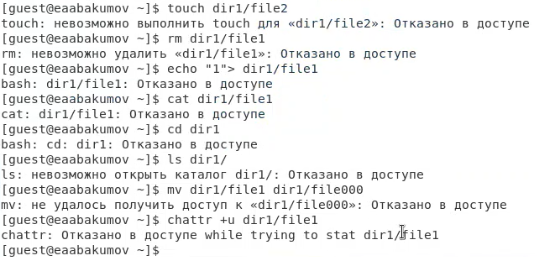 [guest@eaabakumov ~]$ touch dir1/file2
touch: невозможно выполнить touch для «dir1/file2»: Отказано в доступе
[guest@eaabakumov ~]$ rm dir1/file1
rm: невозможно удалить «dir1/file1»: Отказано в доступе
[guest@eaabakumov ~]$ echo "1"> dir1/file1
bash: dir1/file1: Отказано в доступе
[guest@eaabakumov ~]$ cat dir1/file1
cat: dir1/file1: Отказано в доступе
[guest@eaabakumov ~]$ cd dir1
bash: cd: dir1: Отказано в доступе
[guest@eaabakumov ~]$ ls dir1/
ls: невозможно открыть каталог dir1/: Отказано в доступе
[guest@eaabakumov ~]$ mv dir1/file1 dir1/file000
mv: не удалось получить доступ к «dir1/file000»: Отказано в доступе
[guest@eaabakumov ~]$ chattr +u dir1/file1
chattr: Отказано в доступе while trying to stat dir1/file1
[guest@eaabakumov ~]$